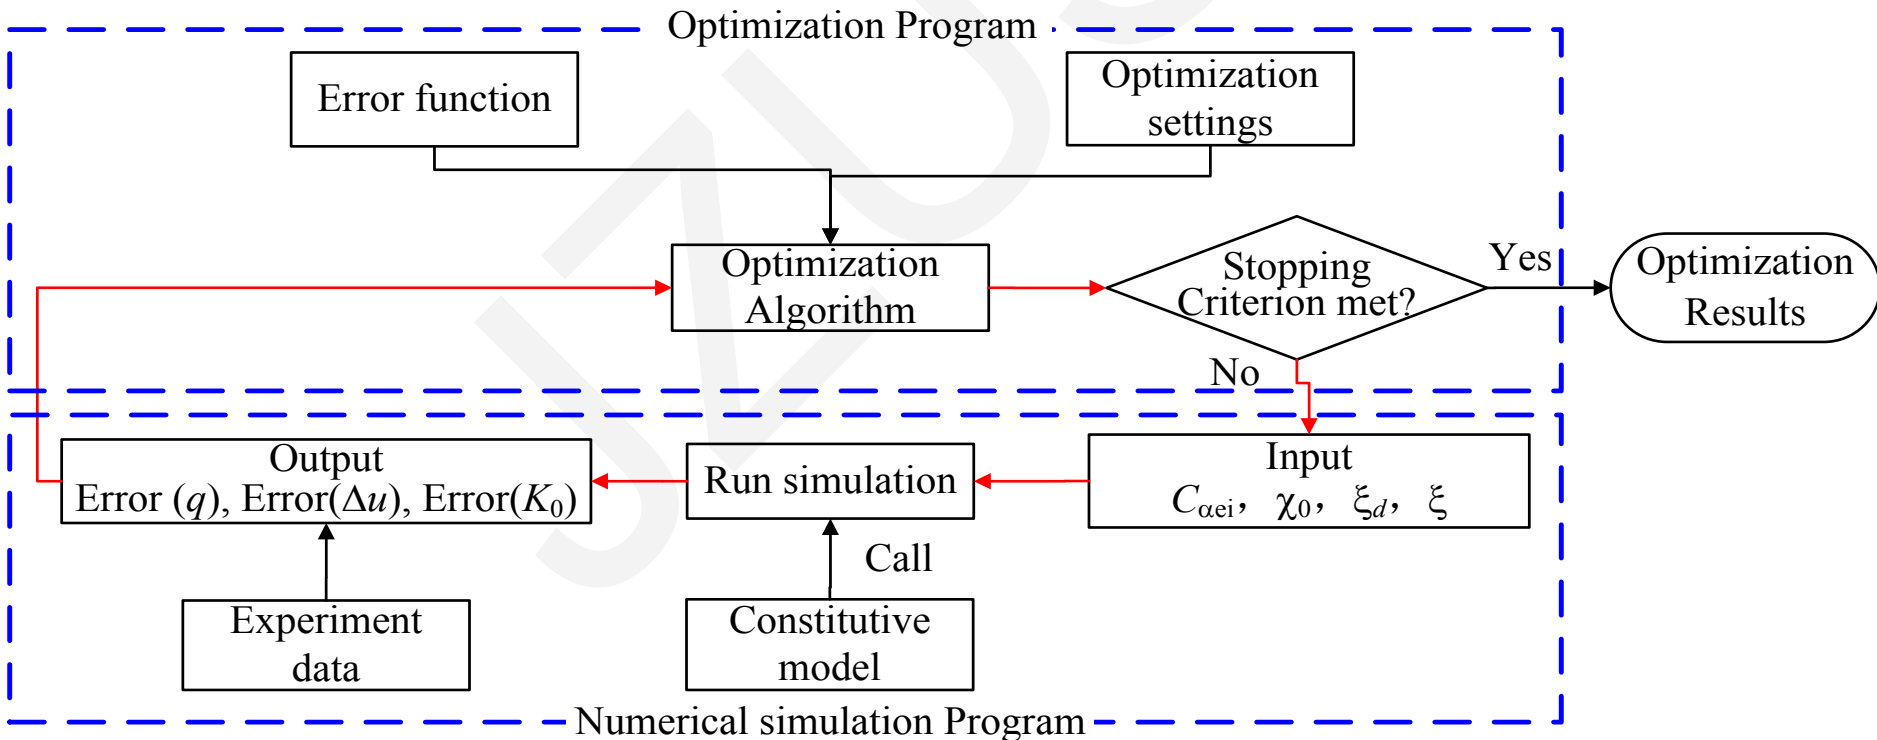 Optimization Program
Error function
Optimization
settings
Optimization
Algorithm
Stopping
Criterion met?
Yes
Optimization
Results
No
Output
Error (q), Error(Δu), Error(K₀)
Run simulation
Input
Cαei, χ₀, ξd, ξ
Call
Experiment
data
Constitutive
model
Numerical simulation Program
JZUS